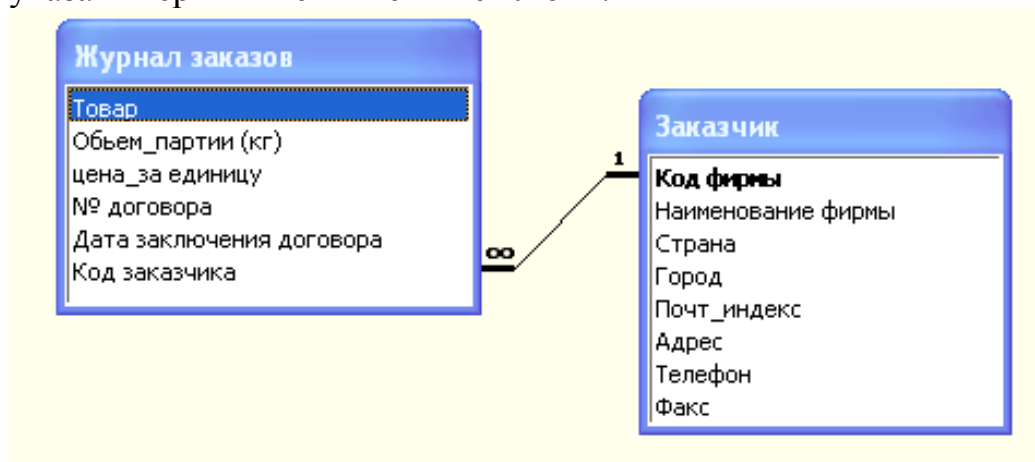 Журнал заказов
Товар
Обьем_партии (кг)
цена_за единицу
№ договора
Дата заключения договора
Код заказчика
∞
1
Заказчик
Код фирмы
Наименование фирмы
Страна
Город
Почт_индекс
Адрес
Телефон
Факс